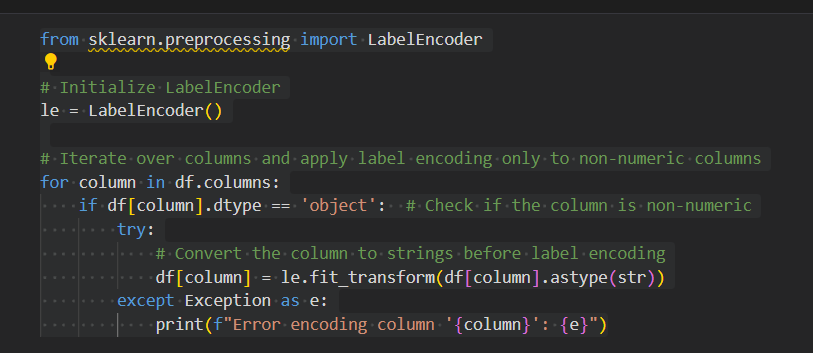 from sklearn.preprocessing import LabelEncoder
# Initialize LabelEncoder
le = LabelEncoder()
# Iterate over columns and apply label encoding only to non-numeric columns
for column in df.columns:
    if df[column].dtype == 'object':  # Check if the column is non-numeric
        try:
            # Convert the column to strings before label encoding
            df[column] = le.fit_transform(df[column].astype(str))
        except Exception as e:
            print(f"Error encoding column '{column}': {e}")